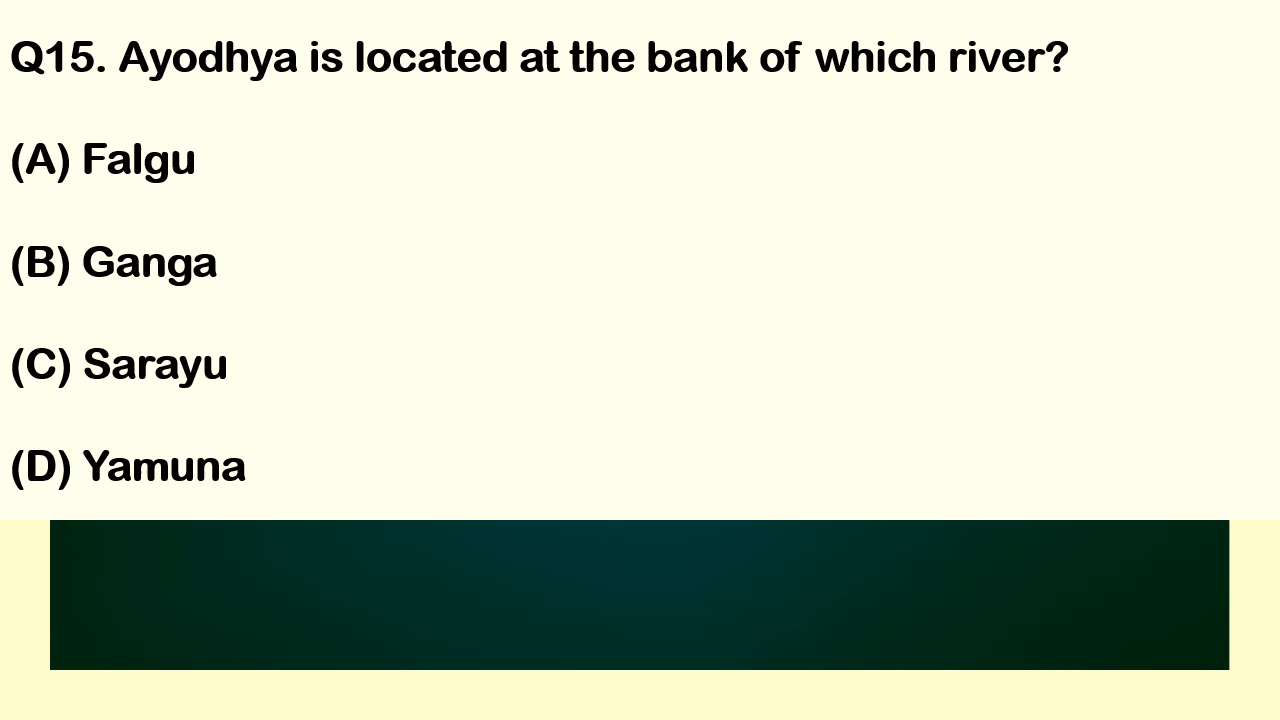 Q15. Ayodhya is located at the bank of which river?
(A) Falgu
(B) Ganga
(C) Sarayu
(D) Yamuna